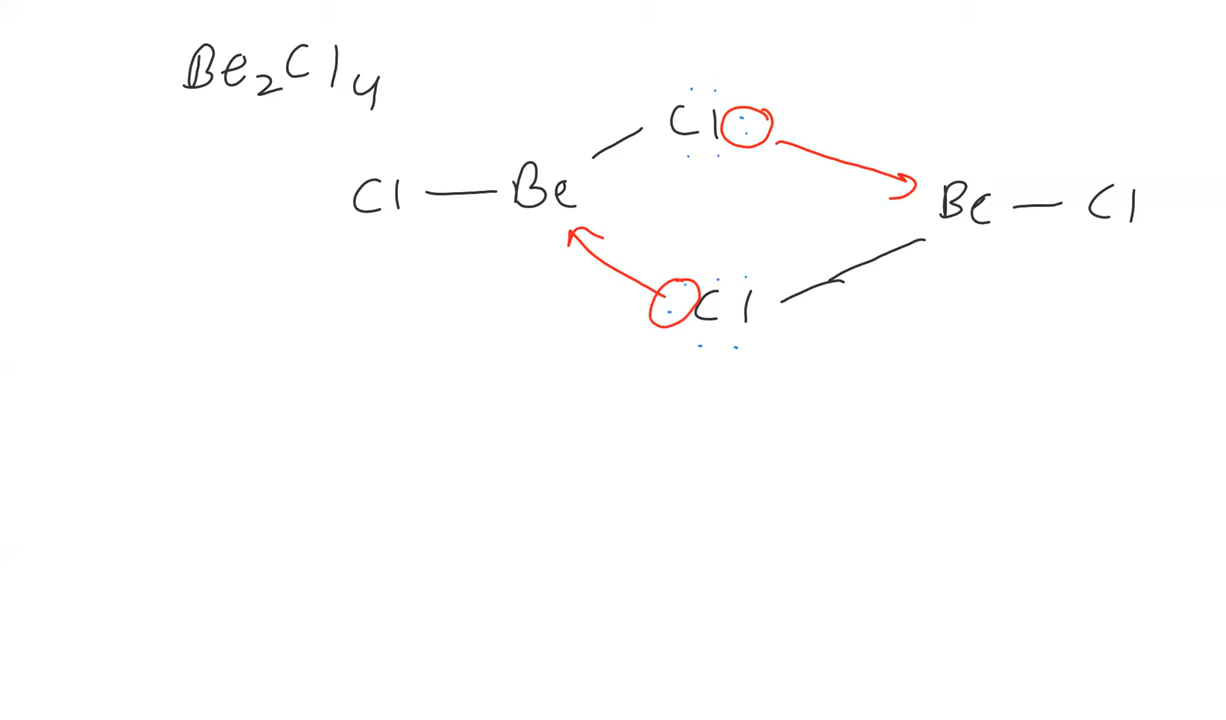 Be₂Cl₄
Cl
Cl — Be
Be — Cl
Cl